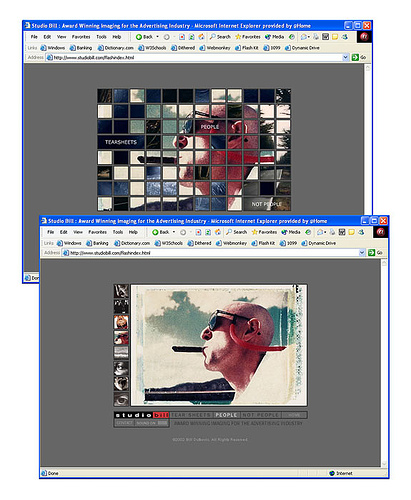 Studio Bill : Award Winning Imaging for the Advertising Industry - Microsoft Internet Explorer provided by @Home
File Edit View Favorites Tools Help Back Search Favorites Media
Links Windows Banking Dictionary.com W3Schools Dithered Webmonkey Flash Kit 1099 Dynamic Drive
Address http://www.studiobill.com/flashindex.html Go
PEOPLE
TEARSHEETS
NOT PEOPLE
Studio Bill : Award Winning Imaging for the Advertising Industry - Microsoft Internet Explorer provided by @Home
File Edit View Favorites Tools Help Back Search Favorites Media
Links Windows Banking Dictionary.com W3Schools Dithered Webmonkey Flash Kit 1099 Dynamic Drive
Address http://www.studiobill.com/flashindex.html Go
studiobill TEAR SHEETS PEOPLE NOT PEOPLE
CONTACT SOUND ON AWARD WINNING IMAGING FOR THE ADVERTISING INDUSTRY
All Rights Reserved
Done Internet